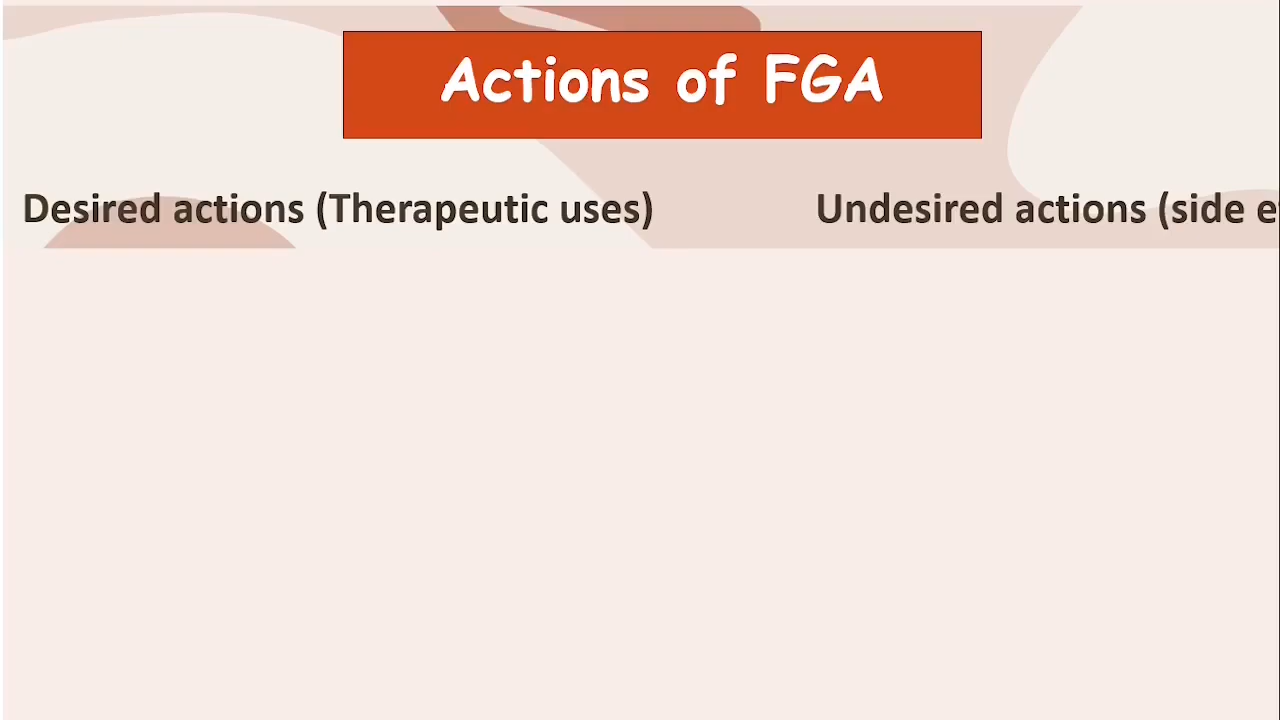 Actions of FGA
Desired actions (Therapeutic uses)
Undesired actions (side